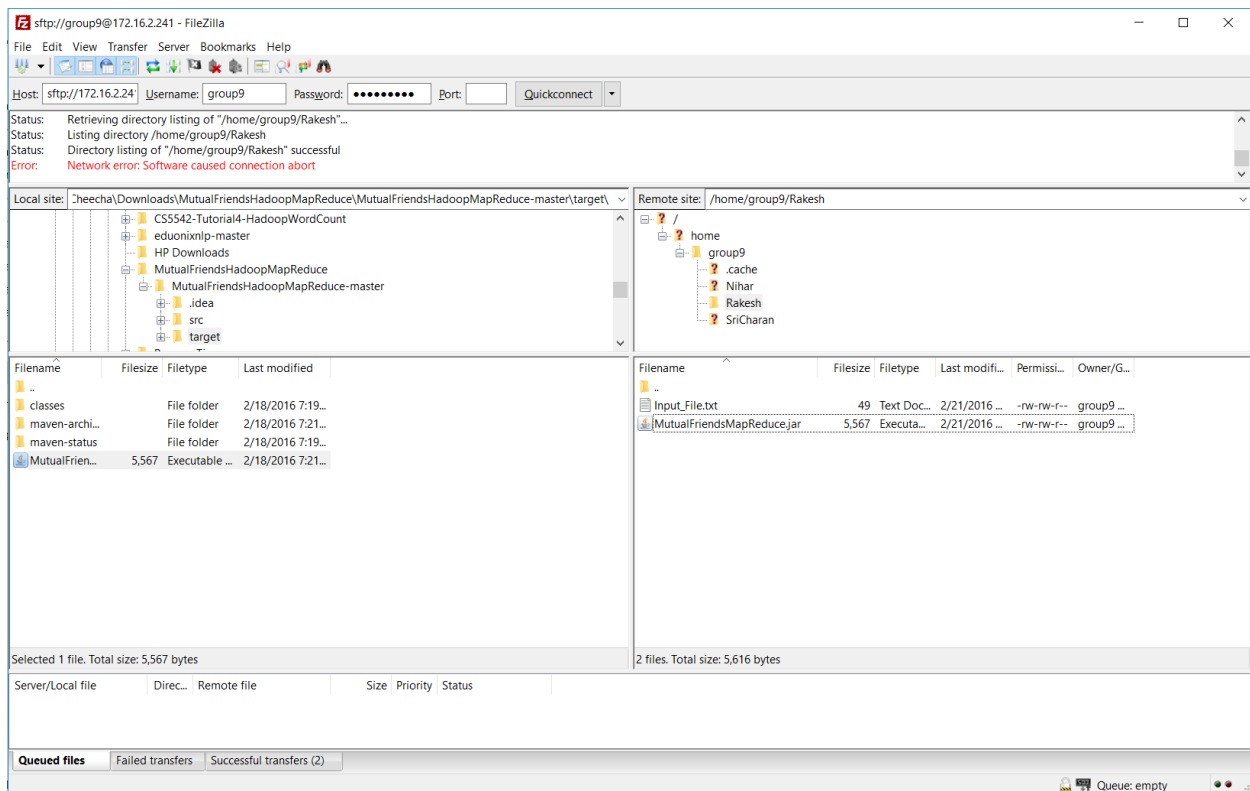 sftp://group9@172.16.2.241 - FileZilla
File Edit View Transfer Server Bookmarks Help
Host: sftp://172.16.2.24 Username: group9 Password: ●●●●●●●●● Port: Quickconnect
Status: Retrieving directory listing of "/home/group9/Rakesh"...
Status: Listing directory /home/group9/Rakesh
Status: Directory listing of "/home/group9/Rakesh" successful
Error: Network error: Software caused connection abort
Local site: heecha\Downloads\MutualFriendsHadoopMapReduce\MutualFriendsHadoopMapReduce-master\target\
CS5542-Tutorial4-HadoopWordCount
eduonixnlp-master
HP Downloads
MutualFriendsHadoopMapReduce
MutualFriendsHadoopMapReduce-master
.idea
src
target
Remote site: /home/group9/Rakesh
/
home
group9
.cache
Nihar
Rakesh
SriCharan
Filename Filesize Filetype Last modified
..
classes File folder 2/18/2016 7:19...
maven-archi... File folder 2/18/2016 7:21...
maven-status File folder 2/18/2016 7:19...
MutualFrien... 5,567 Executable ... 2/18/2016 7:21...
Selected 1 file. Total size: 5,567 bytes
Filename Filesize Filetype Last modifi... Permissi... Owner/G...
..
Input_File.txt 49 Text Doc... 2/21/2016 ... -rw-rw-r-- group9 ...
MutualFriendsMapReduce.jar 5,567 Executa... 2/21/2016 ... -rw-rw-r-- group9 ...
2 files. Total size: 5,616 bytes
Server/Local file Direc... Remote file Size Priority Status
Queued files Failed transfers Successful transfers (2)
Queue: empty